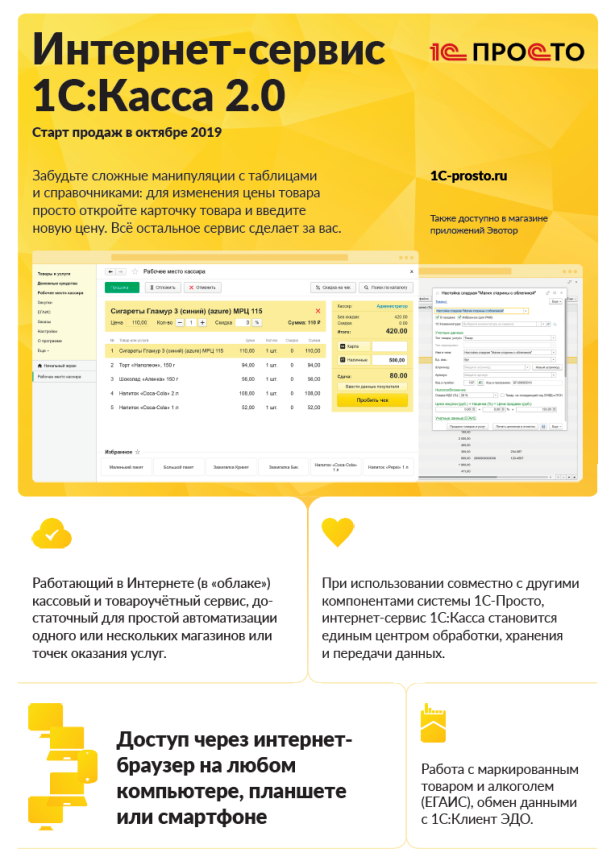 Интернет-сервис
1С:Касса 2.0
1С ПРОСТО
Старт продаж в октябре 2019
Забудьте сложные манипуляции с таблицами
и справочниками: для изменения цены товара
просто откройте карточку товара и введите
новую цену. Всё остальное сервис сделает за вас.
1C-prosto.ru
Также доступно в магазине
приложений Эвотор
Товары и услуги
Денежные средства
Рабочее место кассира
Закупки
ЕГАИС
Заказы
Настройки
О программе
Еще
Начальный экран
Рабочее место кассира
Рабочее место кассира
Продажа
Отложить
Отменить
Скидка на чек
Поиск по каталогу
Сигареты Гламур 3 (синий) (azure) МРЦ 115
Цена 110,00 Кол-во 1 Скидка 3 % Сумма: 110 ₽
№ Товар или услуга Цена Кол-во Скидка Сумма
1 Сигареты Гламур 3 (синий) (azure) МРЦ 115 110,00 1 шт. 0 110,00
2 Торт «Наполеон», 150 г 94,00 1 шт. 0 94,00
3 Шоколад «Аленка» 150 г 56,00 1 шт. 0 56,00
4 Напиток «Coca-Cola» 2 л 108,00 1 шт. 0 108,00
5 Напиток «Coca-Cola» 1 л 52,00 1 шт. 0 52,00
Кассир: Администратор
Без скидки: 420,00
Скидка: 0,00
Итого: 420.00
Карта
Наличные 500,00
Сдача: 80.00
Ввести данные покупателя
Пробить чек
Избранное
Маленький пакет
Большой пакет
Зажигалка Крикет
Зажигалка Бик
Напиток «Coca-Cola»
1 л
Напиток «Pepsi» 1 л
Работающий в Интернете (в «облаке»)
кассовый и товароучётный сервис, до-
статочный для простой автоматизации
одного или нескольких магазинов или
точек оказания услуг.
При использовании совместно с другими
компонентами системы 1С-Просто,
интернет-сервис 1С:Касса становится
единым центром обработки, хранения
и передачи данных.
Доступ через интернет-
браузер на любом
компьютере, планшете
или смартфоне
Работа с маркированным
товаром и алкоголем
(ЕГАИС), обмен данными
с 1С:Клиент ЭДО.